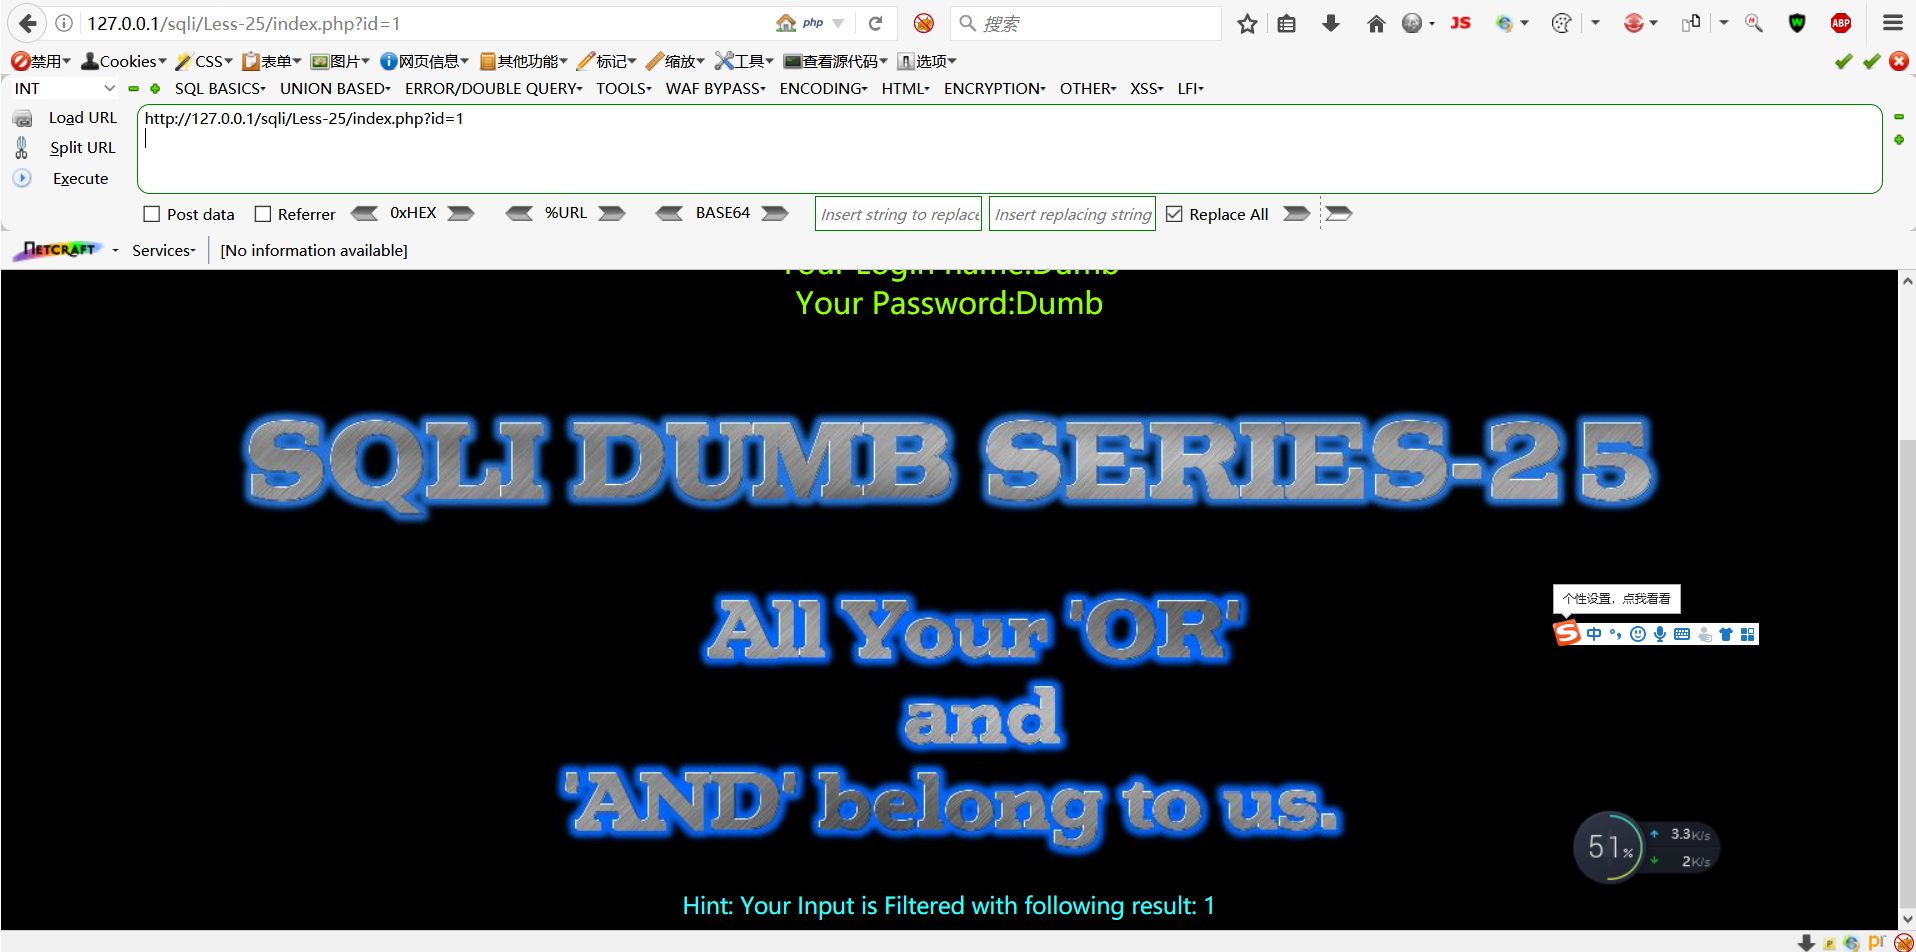 127.0.0.1/sqli/Less-25/index.php?id=1
php
搜索
JS
ABP
禁用 Cookies CSS 表单 图片 网页信息 其他功能 标记 缩放 工具 查看源代码 选项
INT SQL BASICS UNION BASED ERROR/DOUBLE QUERY TOOLS WAF BYPASS ENCODING HTML ENCRYPTION OTHER XSS LFI
Load URL
http://127.0.0.1/sqli/Less-25/index.php?id=1
Split URL
Execute
Post data Referrer 0xHEX %URL BASE64 Insert string to replace Insert replacing string Replace All
NETCRAFT Services [No information available]
Your Login name:Dumb
Your Password:Dumb
SQLI DUMB SERIES-25
All Your 'OR'
个性设置，点我看看
S 中
and
'AND' belong to us.
51% 3.3K/s
2K/s
Hint: Your Input is Filtered with following result: 1
pr